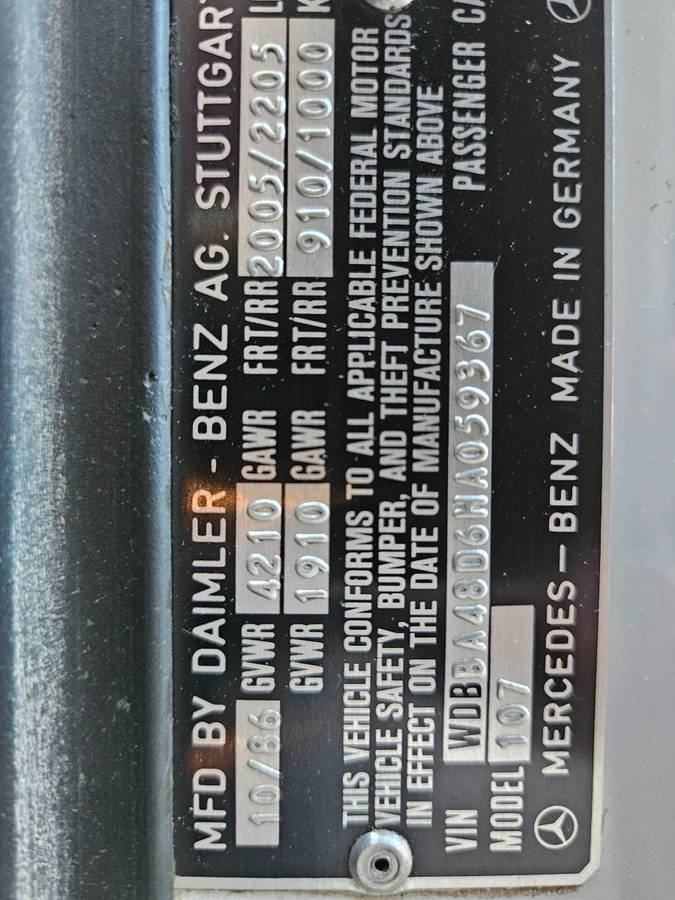 MFD BY DAIMLER - BENZ AG. STUTTGAR
10/86 GVWR 4210 GAWR FRT/RR 2005/2205 L
GVWR 1910 GAWR FRT/RR 910/1000 K
THIS VEHICLE CONFORMS TO ALL APPLICABLE FEDERAL MOTOR
VEHICLE SAFETY, BUMPER, AND THEFT PREVENTION STANDARDS
IN EFFECT ON THE DATE OF MANUFACTURE SHOWN ABOVE
VIN WDBBA48D6HA059367 PASSENGER CA
MODEL 107
MERCEDES – BENZ MADE IN GERMANY